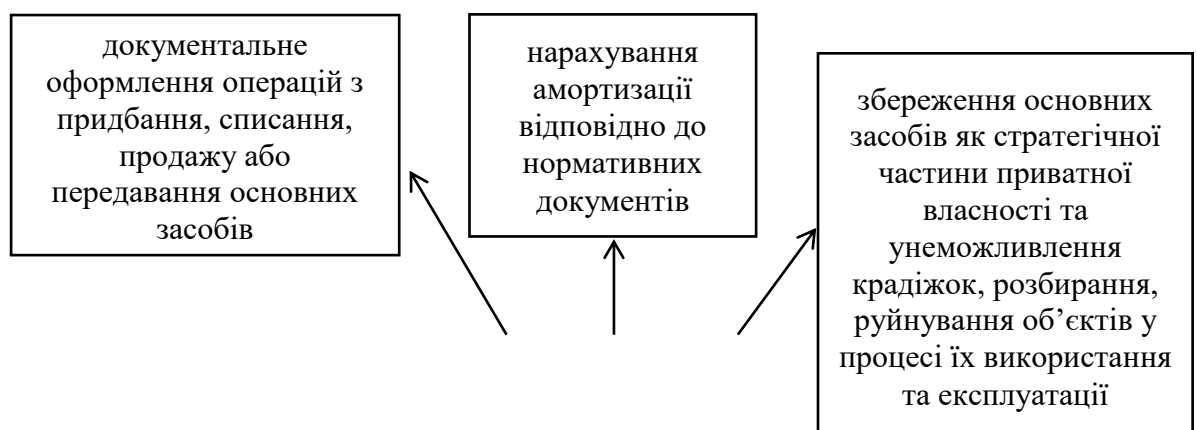 документальне
оформлення операцій з
придбання, списання,
продажу або
передавання основних
засобів
нарахування
амортизації
відповідно до
нормативних
документів
збереження основних
засобів як стратегічної
частини приватної
власності та
унеможливлення
крадіжок, розбирання,
руйнування об’єктів у
процесі їх використання
та експлуатації